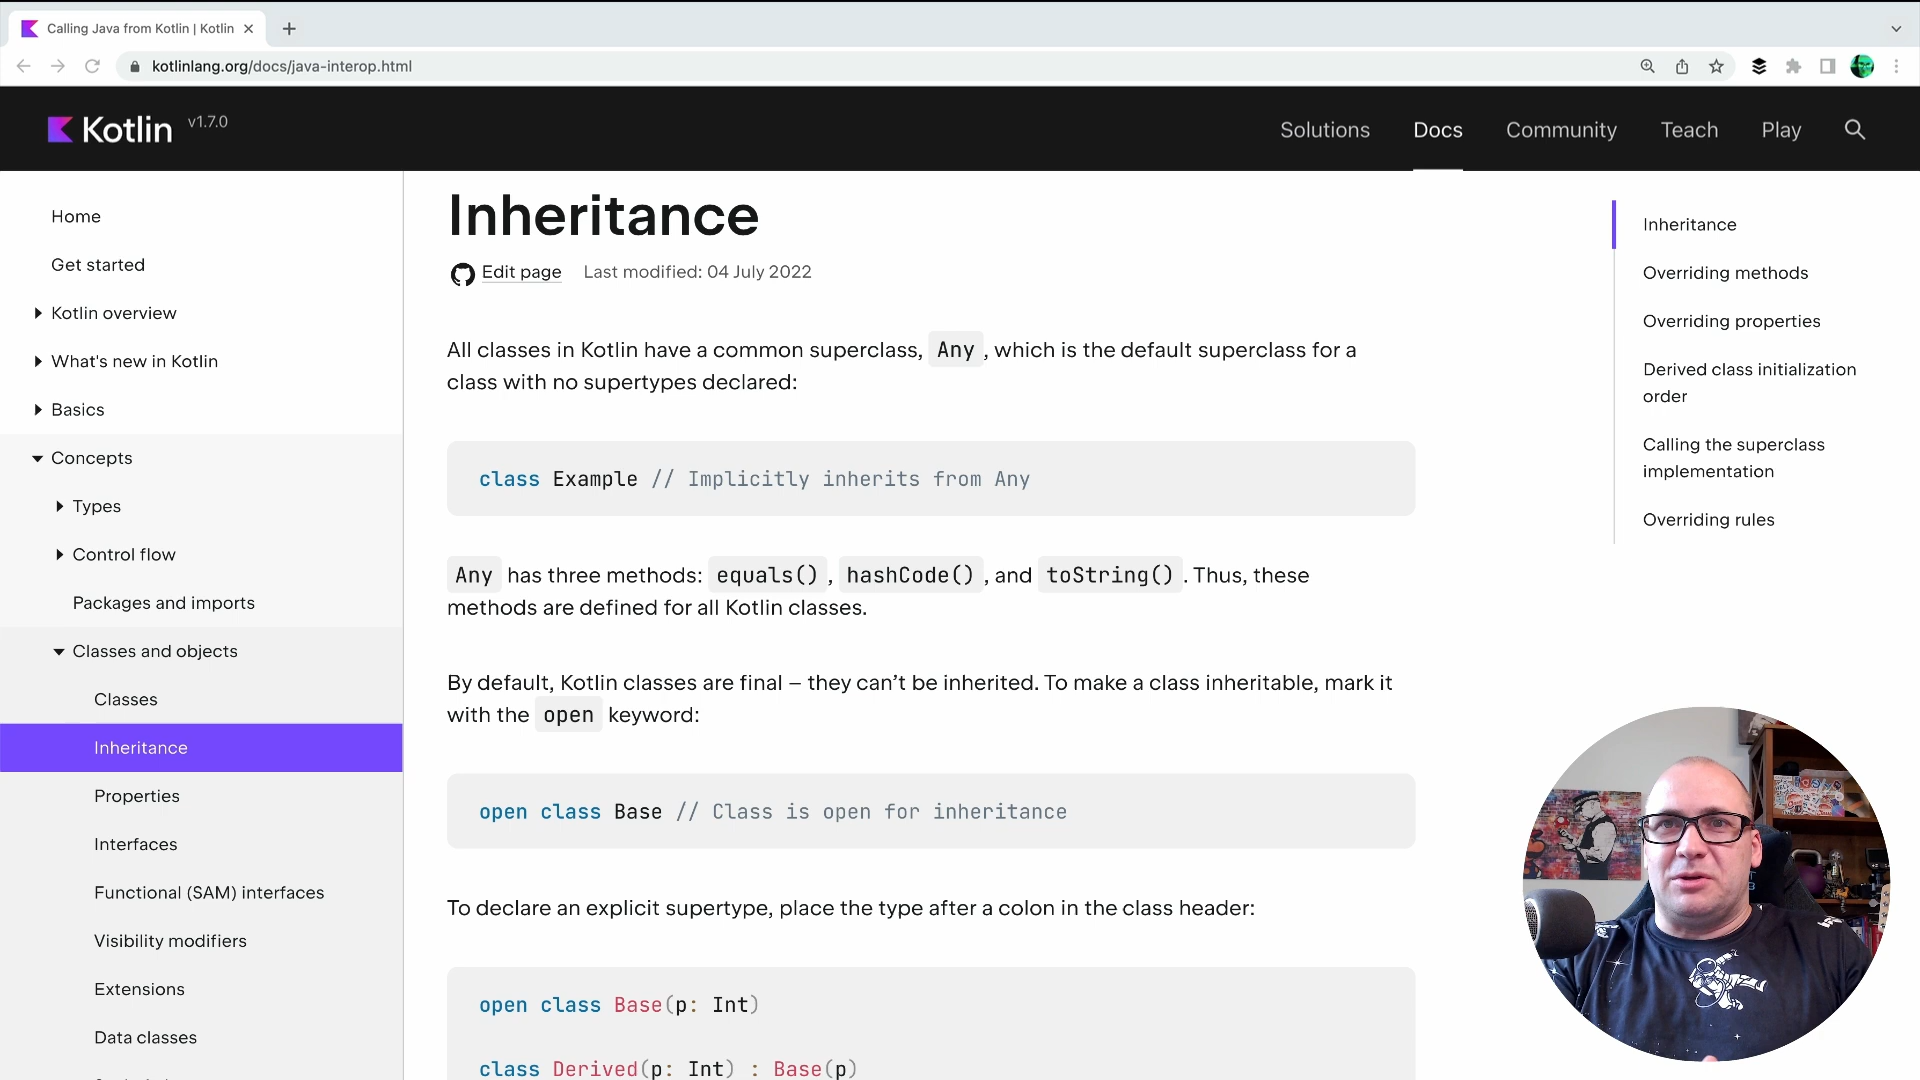 Calling Java from Kotlin | Kotlin
kotlinlang.org/docs/java-interop.html
Kotlin v1.7.0
Solutions
Docs
Community
Teach
Play
Home
Get started
Kotlin overview
What's new in Kotlin
Basics
Concepts
Types
Control flow
Packages and imports
Classes and objects
Classes
Inheritance
Properties
Interfaces
Functional (SAM) interfaces
Visibility modifiers
Extensions
Data classes
Inheritance
Edit page Last modified: 04 July 2022
All classes in Kotlin have a common superclass, Any , which is the default superclass for a
class with no supertypes declared:
class Example // Implicitly inherits from Any
Any has three methods: equals() , hashCode() , and toString() . Thus, these
methods are defined for all Kotlin classes.
By default, Kotlin classes are final – they can’t be inherited. To make a class inheritable, mark it
with the open keyword:
open class Base // Class is open for inheritance
To declare an explicit supertype, place the type after a colon in the class header:
open class Base(p: Int)
class Derived(p: Int) : Base(p)
Inheritance
Overriding methods
Overriding properties
Derived class initialization
order
Calling the superclass
implementation
Overriding rules